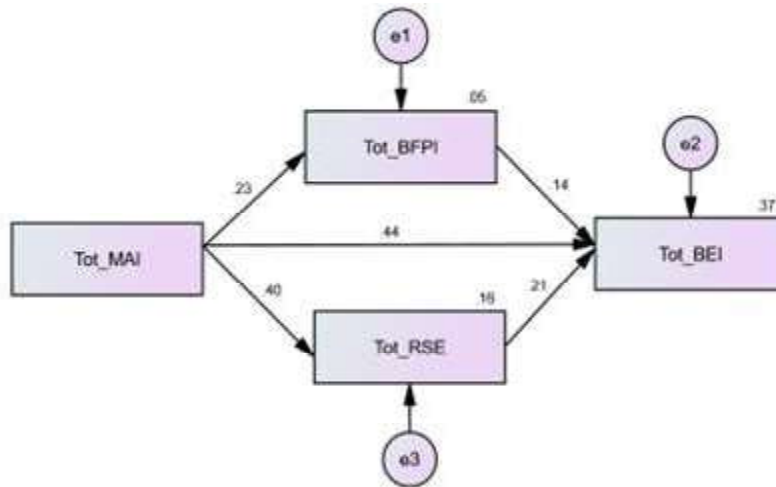 e1
.05
Tot_BFPI
e2
.23
.14
.37
.44
Tot_MAI
Tot_BEI
.40
.16
.21
Tot_RSE
e3